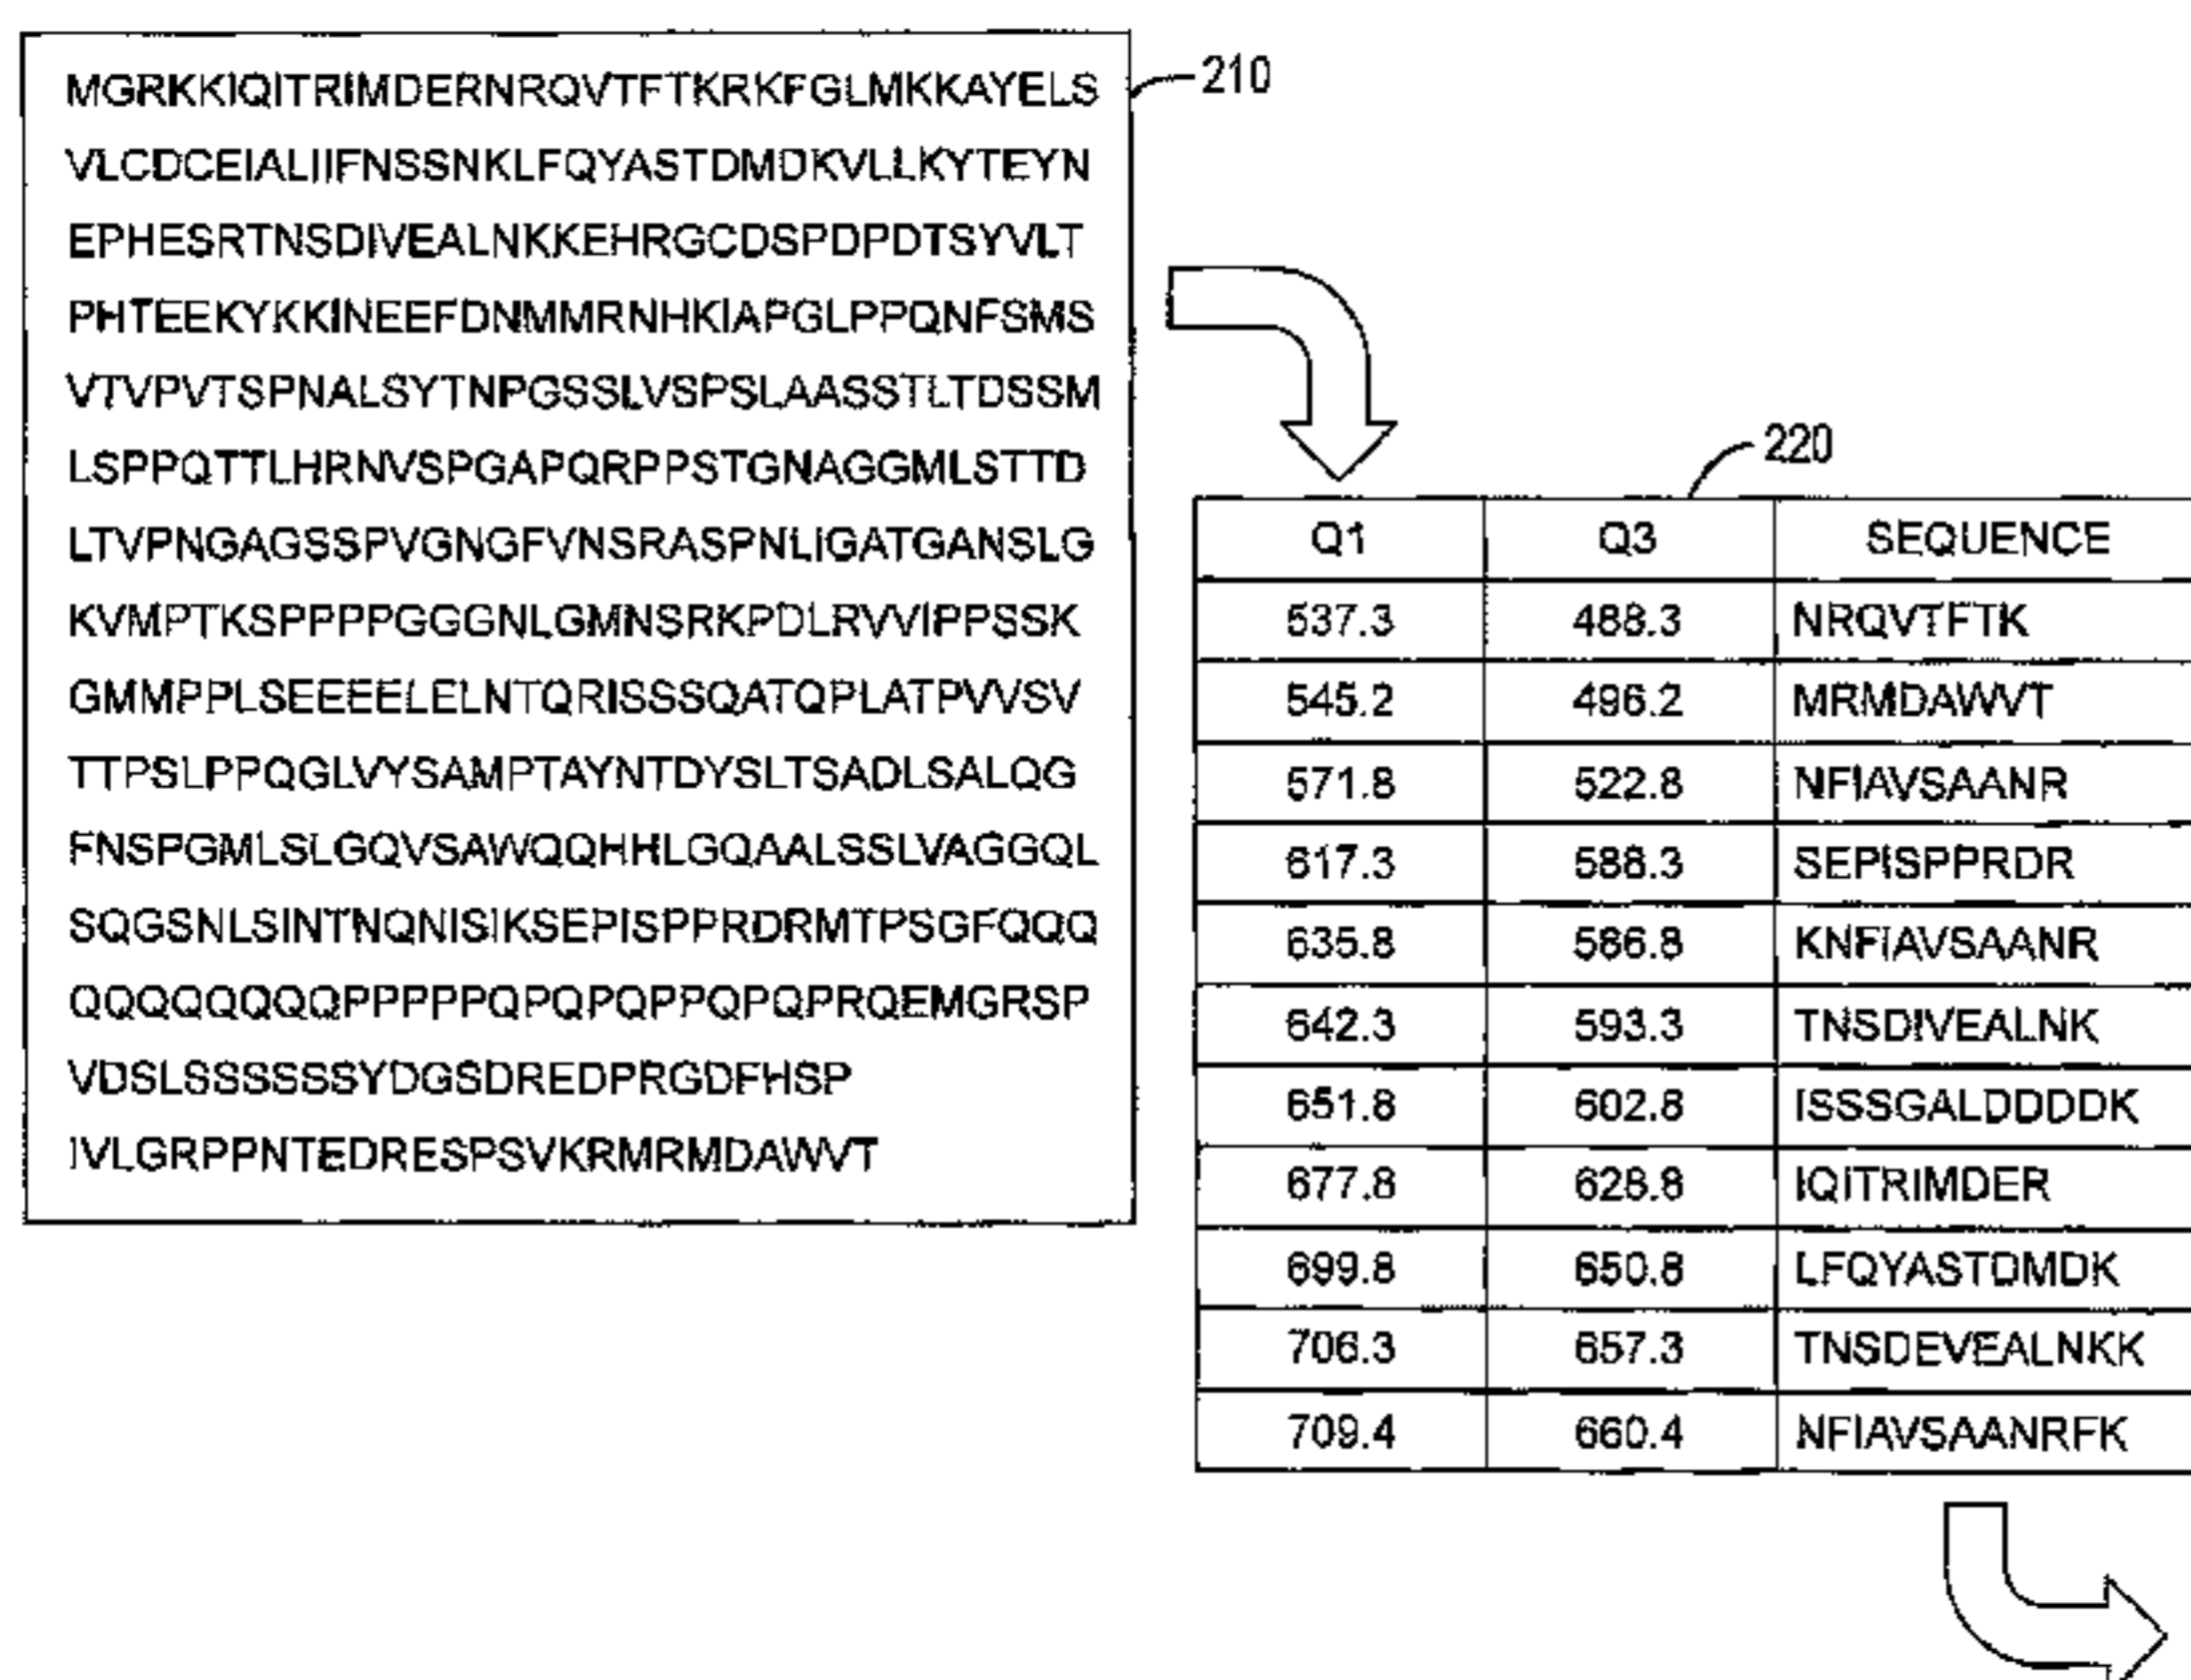 MGRKKIQITRIMDERNRQVTFTKRKFGLMKKAYELS
VLCDCEIALIIFNSSNKLFQYASTDMDKVLLKYTEYN
EPHESRTNSDIVEALNKKEHRGCDSPDPDTSYVLT
PHTEEKYKKINEEFDNMMRNHKIAPGLPPQNFSMS
VTVPVTSPNALSYTNPGSSLVSPSLAASSTLTDSSM
LSPPQTTLHRNVSPGAPQRPPSTGNAGGMLSTTD
LTVPNGAGSSPVGNGFVNSRASPNLIGATGANSLG
KVMPTKSPPPPGGGNLGMNSRKPDLRVVIPPSSK
GMMPPLSEEEELELNTQRISSSQATQPLATPVVSV
TTPSLPPQGLVYSAMPTAYNTDYSLTSADLSALQG
FNSPGMLSLGQVSAWQQHHLGQAALSSLVAGGQL
SQGSNLSINTNQNISIKSEPISPPRDRMTPSGFQQQ
QQQQQQQQPPPPPQPQPQPPQPQPRQEMGRSP
VDSLSSSSSSYDGSDREDPRGDFHSP
IVLGRPPNTEDRESPSVKRMRMDAWVT
210
220
Q1 Q3 SEQUENCE
537.3 488.3 NRQVTFTK
545.2 496.2 MRMDAWVT
571.8 522.8 NFIAVSAANR
617.3 588.3 SEPISPPRDR
635.8 586.8 KNFIAVSAANR
642.3 593.3 TNSDIVEALNK
651.8 602.8 ISSSGALDDDDK
677.8 628.8 IQITRIMDER
699.8 650.8 LFQYASTDMDK
706.3 657.3 TNSDEVEALNKK
709.4 660.4 NFIAVSAANRFK